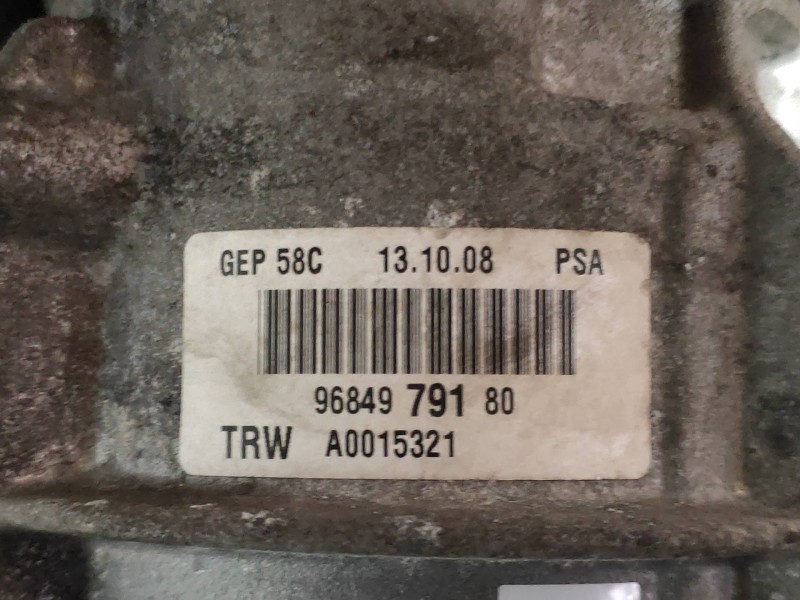 GEP 58C 13.10.08 PSA
96849 791 80
TRW A0015321